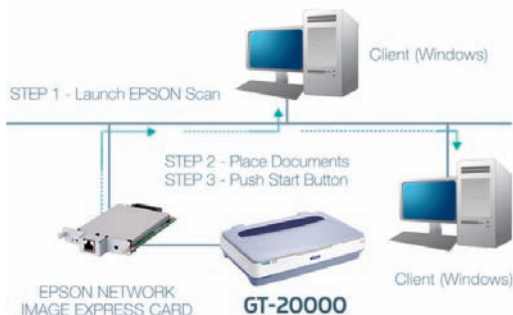 Client (Windows)
STEP 1 - Launch EPSON Scan
STEP 2 - Place Documents
STEP 3 - Push Start Button
Client (Windows)
EPSON NETWORK
IMAGE EXPRESS CARD
GT-20000